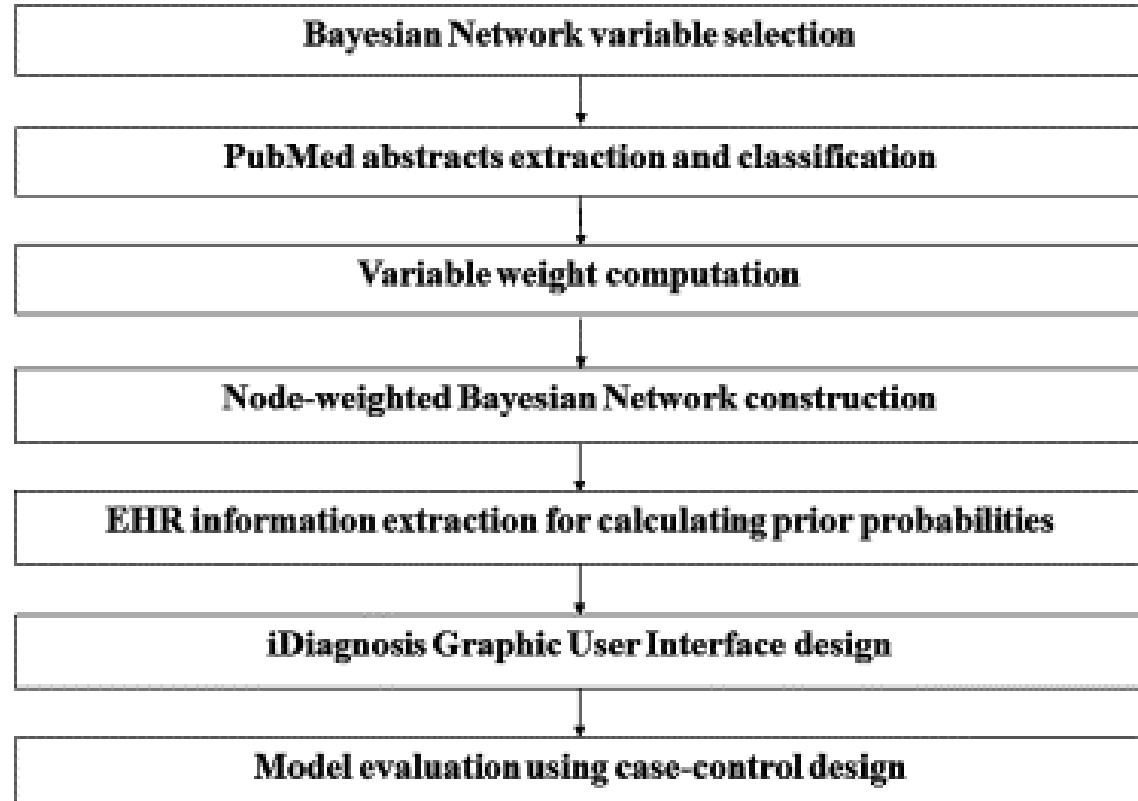 Bayesian Network variable selection
PubMed abstracts extraction and classification
Variable weight computation
Node-weighted Bayesian Network construction
EHR information extraction for calculating prior probabilities
iDiagnosis Graphic User Interface design
Model evaluation using case-control design